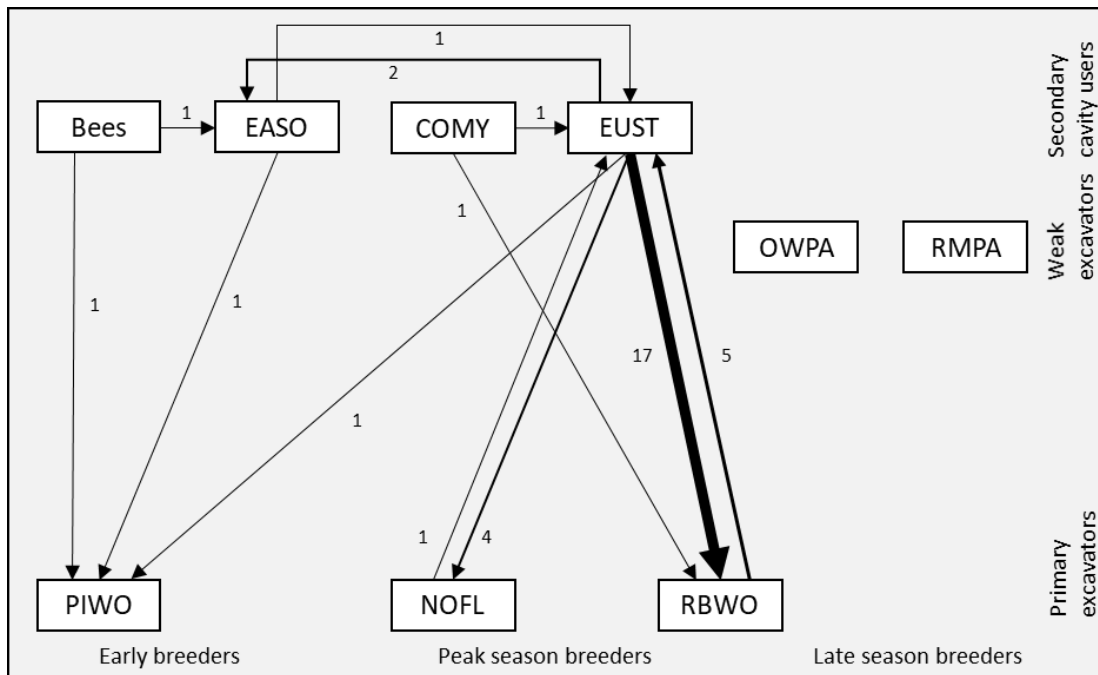 1
2
Bees
1
EASO
COMY
1
EUST
Secondary
cavity users
1
OWPA
RMPA
Weak
excavators
1
1
17
5
1
1
4
PIWO
NOFL
RBWO
Primary
excavators
Early breeders
Peak season breeders
Late season breeders